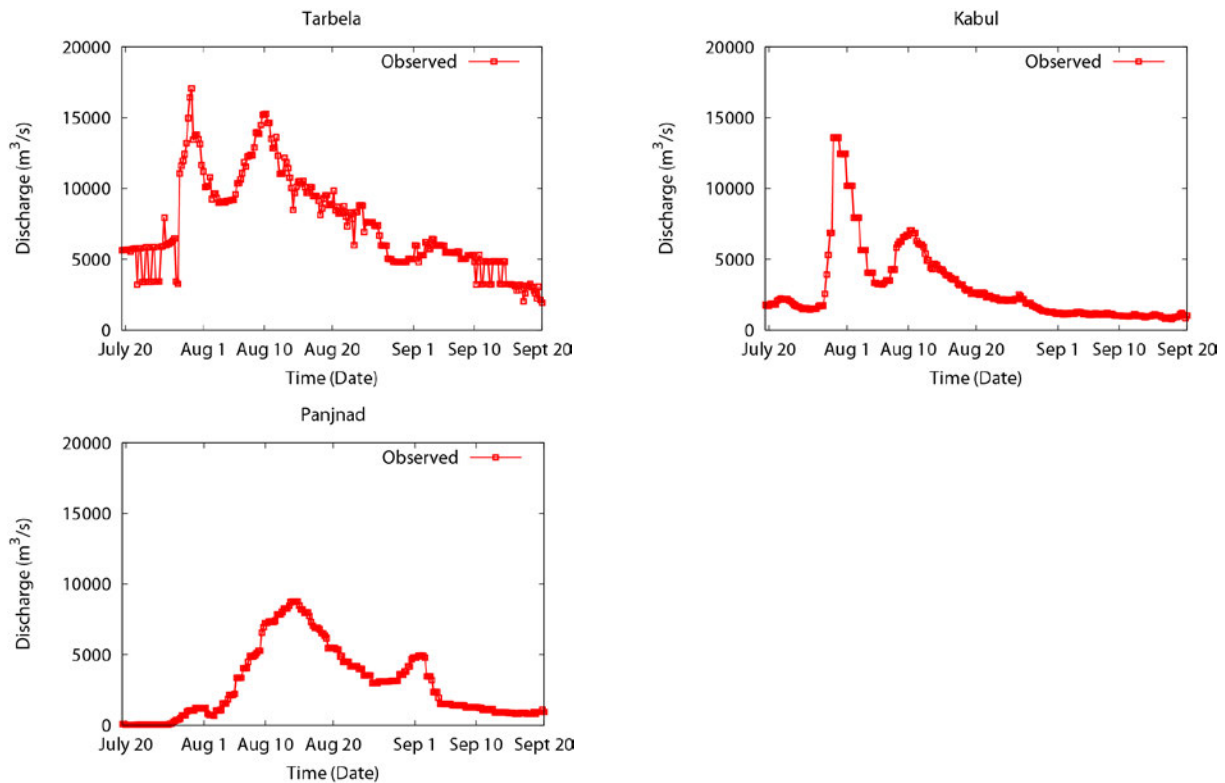 Tarbela
20000
15000
10000
5000
0
Discharge (m³/s)
Observed
July 20 Aug 1 Aug 10 Aug 20 Sep 1 Sep 10 Sept 20
Time (Date)
Kabul
20000
15000
10000
5000
0
Discharge (m³/s)
Observed
July 20 Aug 1 Aug 10 Aug 20 Sep 1 Sep 10 Sept 20
Time (Date)
Panjnad
20000
15000
10000
5000
0
Discharge (m³/s)
Observed
July 20 Aug 1 Aug 10 Aug 20 Sep 1 Sep 10 Sept 20
Time (Date)